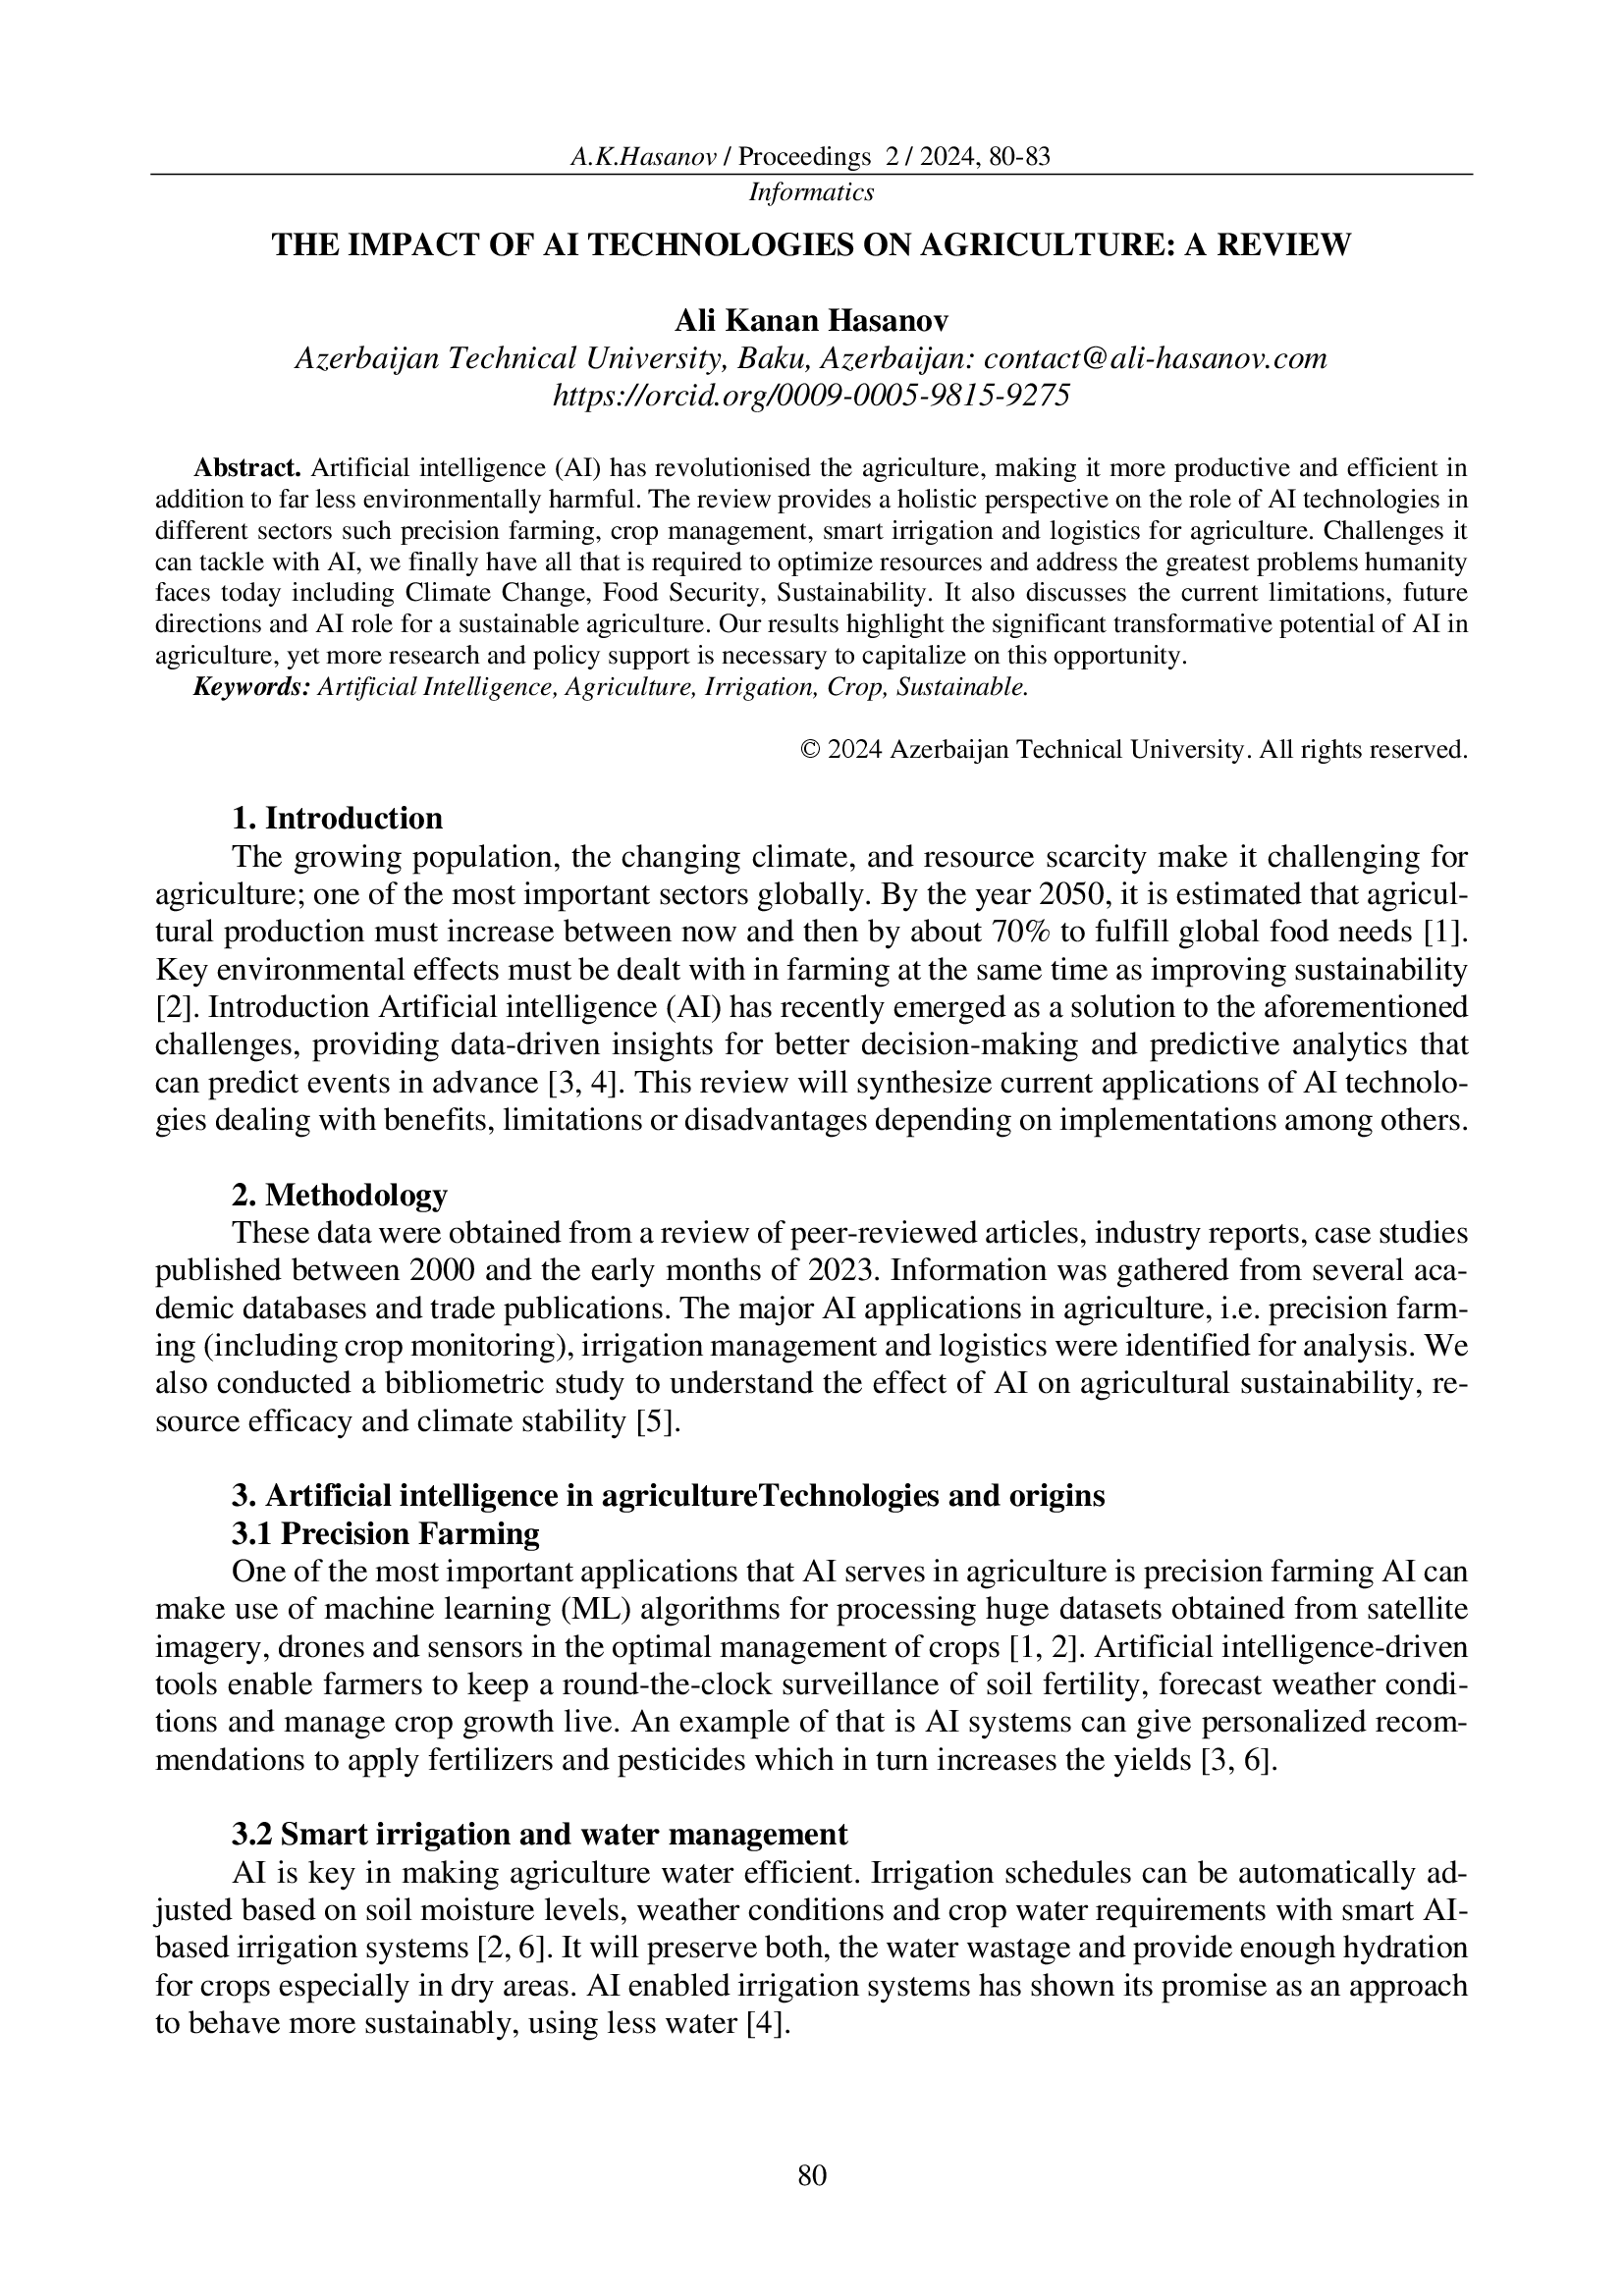 A.K.Hasanov / Proceedings 2 / 2024, 80-83
Informatics
THE IMPACT OF AI TECHNOLOGIES ON AGRICULTURE: A REVIEW
Ali Kanan Hasanov
Azerbaijan Technical University, Baku, Azerbaijan: contact@ali-hasanov.com
https://orcid.org/0009-0005-9815-9275
Abstract. Artificial intelligence (AI) has revolutionised the agriculture, making it more productive and efficient in
addition to far less environmentally harmful. The review provides a holistic perspective on the role of AI technologies in
different sectors such precision farming, crop management, smart irrigation and logistics for agriculture. Challenges it
can tackle with AI, we finally have all that is required to optimize resources and address the greatest problems humanity
faces today including Climate Change, Food Security, Sustainability. It also discusses the current limitations, future
directions and AI role for a sustainable agriculture. Our results highlight the significant transformative potential of AI in
agriculture, yet more research and policy support is necessary to capitalize on this opportunity.
Keywords: Artificial Intelligence, Agriculture, Irrigation, Crop, Sustainable.
© 2024 Azerbaijan Technical University. All rights reserved.
1. Introduction
The growing population, the changing climate, and resource scarcity make it challenging for
agriculture; one of the most important sectors globally. By the year 2050, it is estimated that agricul-
tural production must increase between now and then by about 70% to fulfill global food needs [1].
Key environmental effects must be dealt with in farming at the same time as improving sustainability
[2]. Introduction Artificial intelligence (AI) has recently emerged as a solution to the aforementioned
challenges, providing data-driven insights for better decision-making and predictive analytics that
can predict events in advance [3, 4]. This review will synthesize current applications of AI technolo-
gies dealing with benefits, limitations or disadvantages depending on implementations among others.
2. Methodology
These data were obtained from a review of peer-reviewed articles, industry reports, case studies
published between 2000 and the early months of 2023. Information was gathered from several aca-
demic databases and trade publications. The major AI applications in agriculture, i.e. precision farm-
ing (including crop monitoring), irrigation management and logistics were identified for analysis. We
also conducted a bibliometric study to understand the effect of AI on agricultural sustainability, re-
source efficacy and climate stability [5].
3. Artificial intelligence in agricultureTechnologies and origins
3.1 Precision Farming
One of the most important applications that AI serves in agriculture is precision farming AI can
make use of machine learning (ML) algorithms for processing huge datasets obtained from satellite
imagery, drones and sensors in the optimal management of crops [1, 2]. Artificial intelligence-driven
tools enable farmers to keep a round-the-clock surveillance of soil fertility, forecast weather condi-
tions and manage crop growth live. An example of that is AI systems can give personalized recom-
mendations to apply fertilizers and pesticides which in turn increases the yields [3, 6].
3.2 Smart irrigation and water management
AI is key in making agriculture water efficient. Irrigation schedules can be automatically ad-
justed based on soil moisture levels, weather conditions and crop water requirements with smart AI-
based irrigation systems [2, 6]. It will preserve both, the water wastage and provide enough hydration
for crops especially in dry areas. AI enabled irrigation systems has shown its promise as an approach
to behave more sustainably, using less water [4].
80